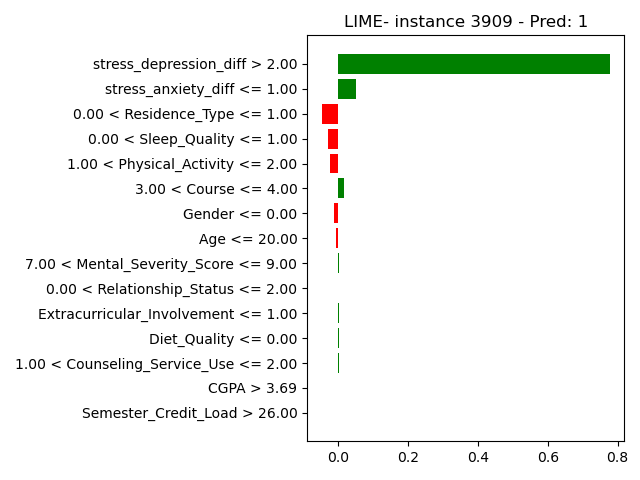 LIME- instance 3909 - Pred: 1
stress_depression_diff > 2.00
stress_anxiety_diff <= 1.00
0.00 < Residence_Type <= 1.00
0.00 < Sleep_Quality <= 1.00
1.00 < Physical_Activity <= 2.00
3.00 < Course <= 4.00
Gender <= 0.00
Age <= 20.00
7.00 < Mental_Severity_Score <= 9.00
0.00 < Relationship_Status <= 2.00
Extracurricular_Involvement <= 1.00
Diet_Quality <= 0.00
1.00 < Counseling_Service_Use <= 2.00
CGPA > 3.69
Semester_Credit_Load > 26.00
0.0 0.2 0.4 0.6 0.8